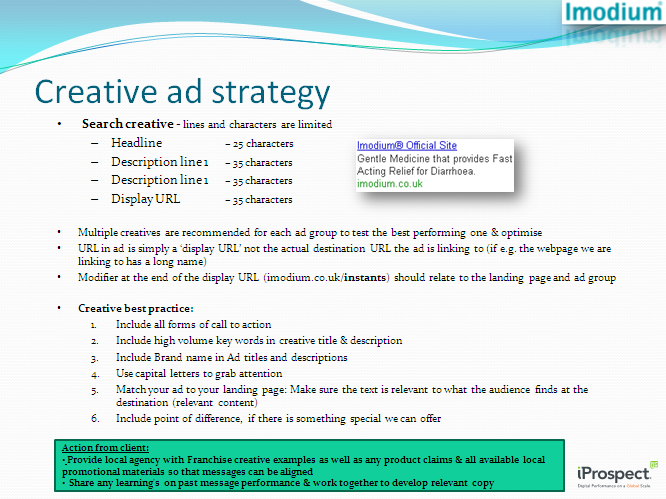 Imodium®
Creative ad strategy
• Search creative - lines and characters are limited
– Headline – 25 characters
– Description line 1 – 35 characters
– Description line 1 – 35 characters
– Display URL – 35 characters
Imodium® Official Site
Gentle Medicine that provides Fast
Acting Relief for Diarrhoea.
imodium.co.uk
• Multiple creatives are recommended for each ad group to test the best performing one & optimise
• URL in ad is simply a ‘display URL’ not the actual destination URL the ad is linking to (if e.g. the webpage we are
linking to has a long name)
• Modifier at the end of the display URL (imodium.co.uk/instants) should relate to the landing page and ad group
• Creative best practice:
1. Include all forms of call to action
2. Include high volume key words in creative title & description
3. Include Brand name in Ad titles and descriptions
4. Use capital letters to grab attention
5. Match your ad to your landing page: Make sure the text is relevant to what the audience finds at the
destination (relevant content)
6. Include point of difference, if there is something special we can offer
Action from client:
• Provide local agency with Franchise creative examples as well as any product claims & all available local
promotional materials so that messages can be aligned
• Share any learning's on past message performance & work together to develop relevant copy
iProspect.
Digital Performance on a Global Scale